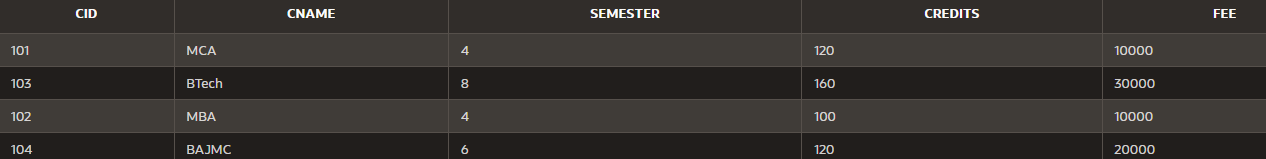 CID CNAME SEMESTER CREDITS FEE
101 MCA 4 120 10000
103 BTech 8 160 30000
102 MBA 4 100 10000
104 BAJMC 6 120 20000